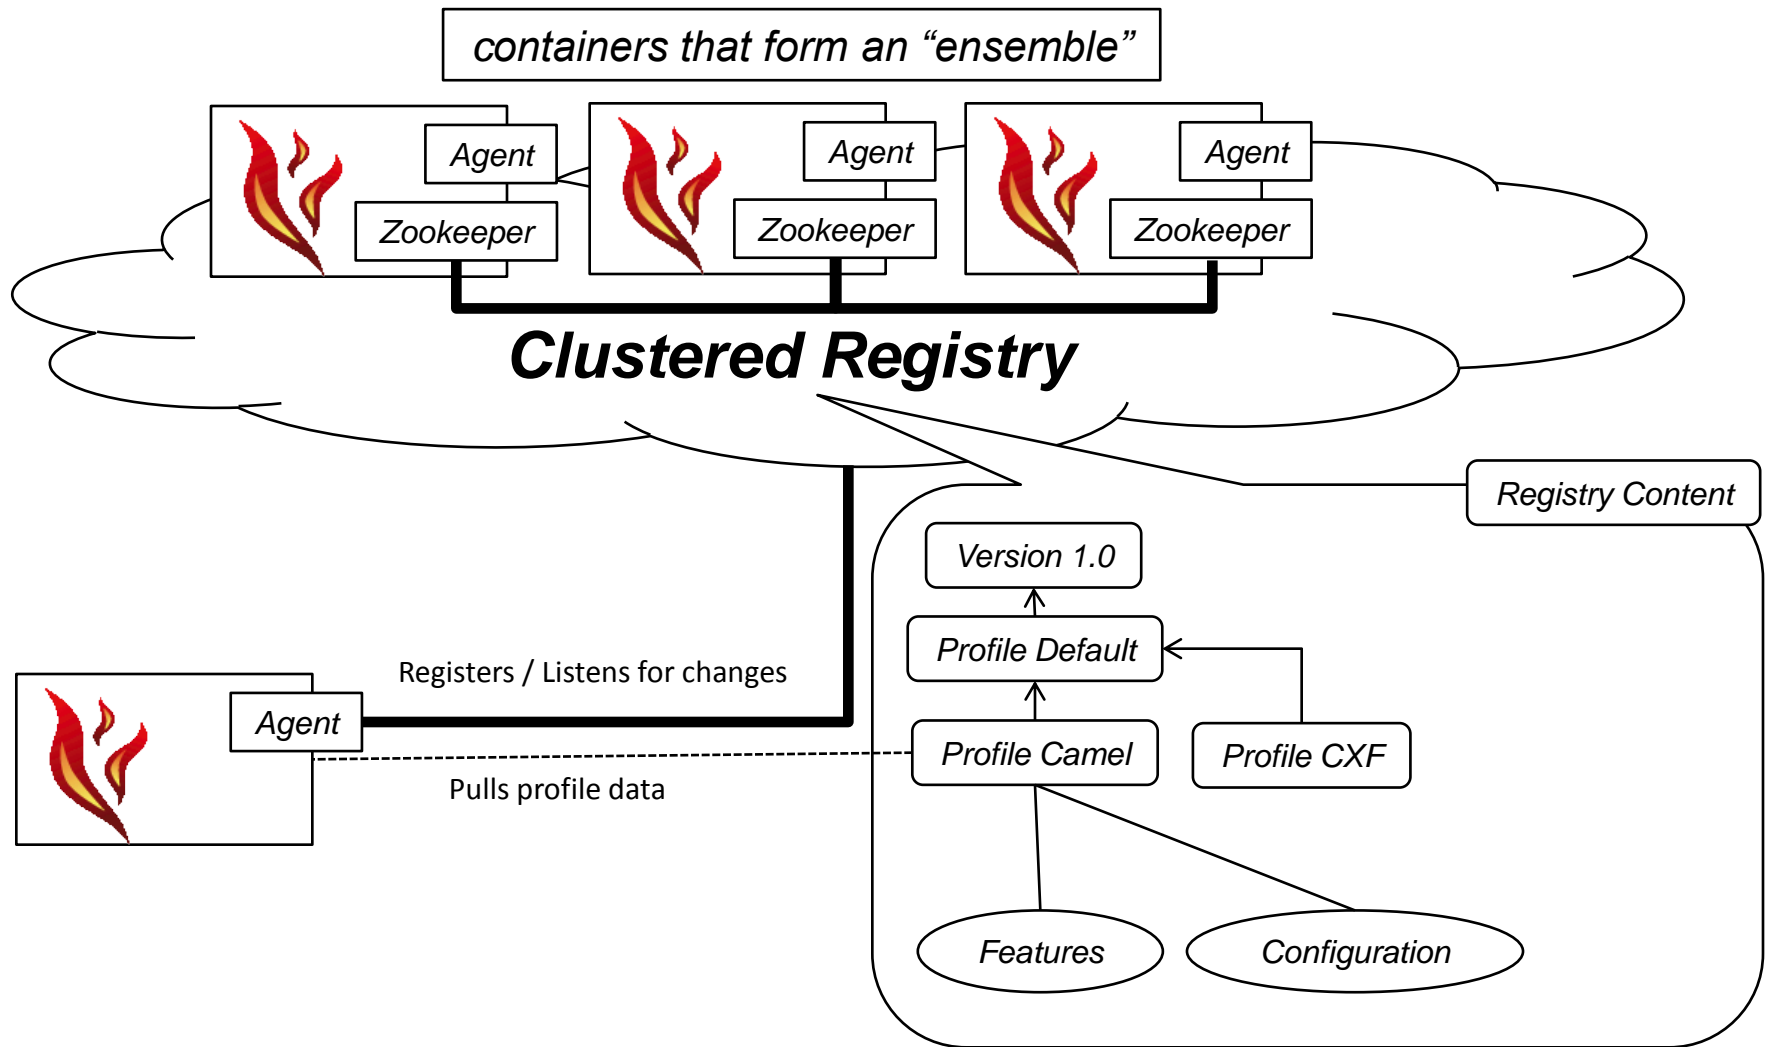 containers that form an “ensemble”
Agent
Agent
Agent
Zookeeper
Zookeeper
Zookeeper
Clustered Registry
Registry Content
Version 1.0
Profile Default
Registers / Listens for changes
Agent
Profile Camel
Profile CXF
Pulls profile data
Features
Configuration